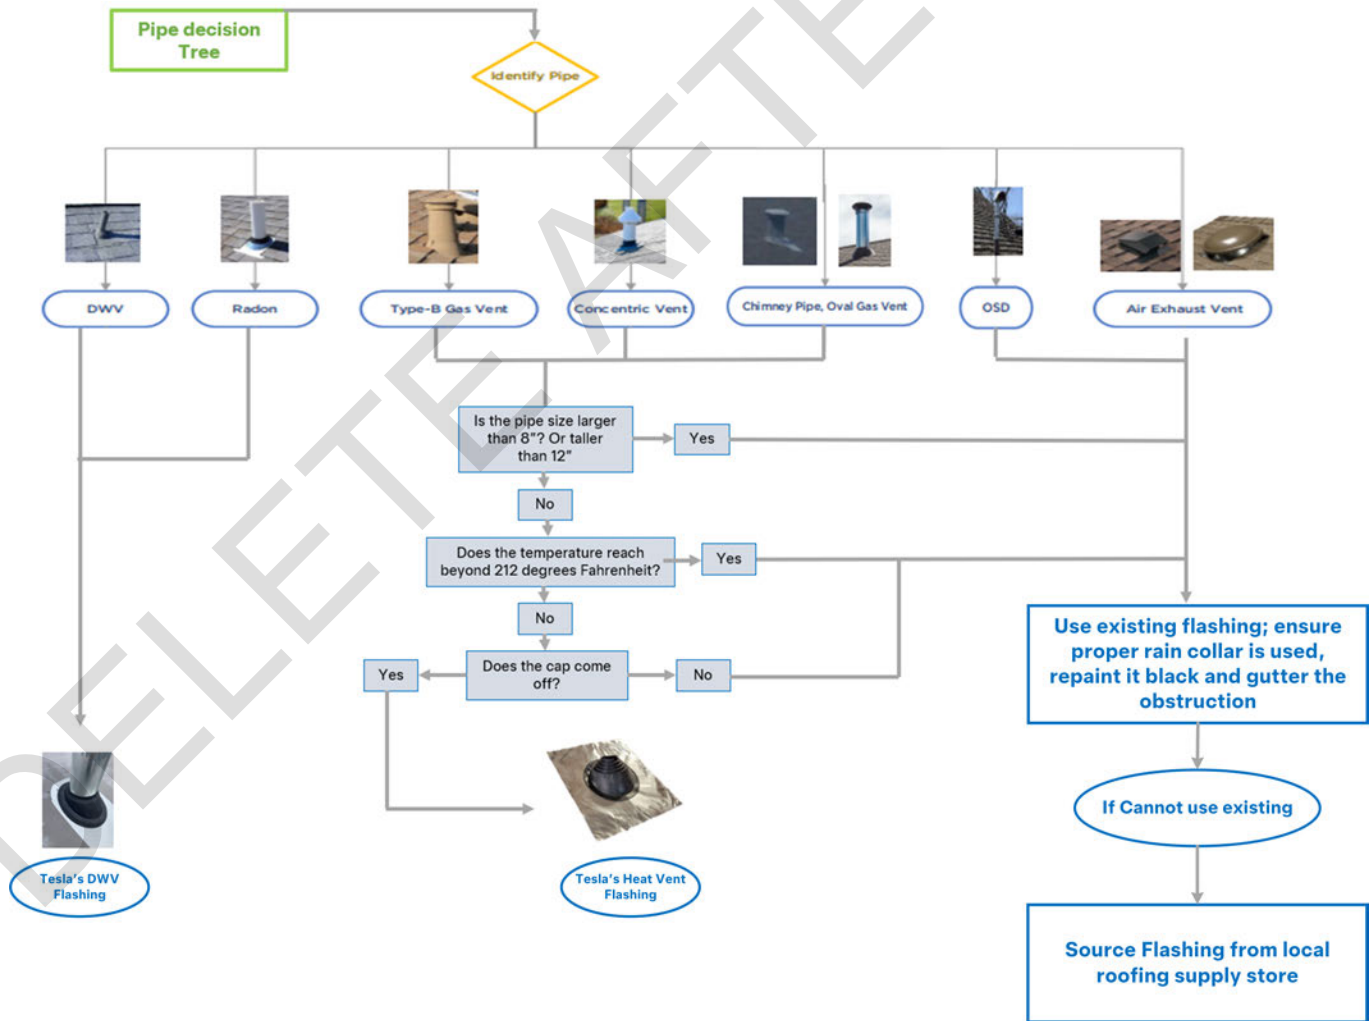 Pipe decision
Tree
Identify Pipe
DWV
Radon
Type-B Gas Vent
Concentric Vent
Chimney Pipe, Oval Gas Vent
OSD
Air Exhaust Vent
Is the pipe size larger
than 8"? Or taller
than 12"
Yes
No
Does the temperature reach
beyond 212 degrees Fahrenheit?
Yes
No
Does the cap come
off?
Yes
No
Use existing flashing; ensure
proper rain collar is used,
repaint it black and gutter the
obstruction
If Cannot use existing
Source Flashing from local
roofing supply store
Tesla's DWV
Flashing
Tesla's Heat Vent
Flashing
DELETE AFTE